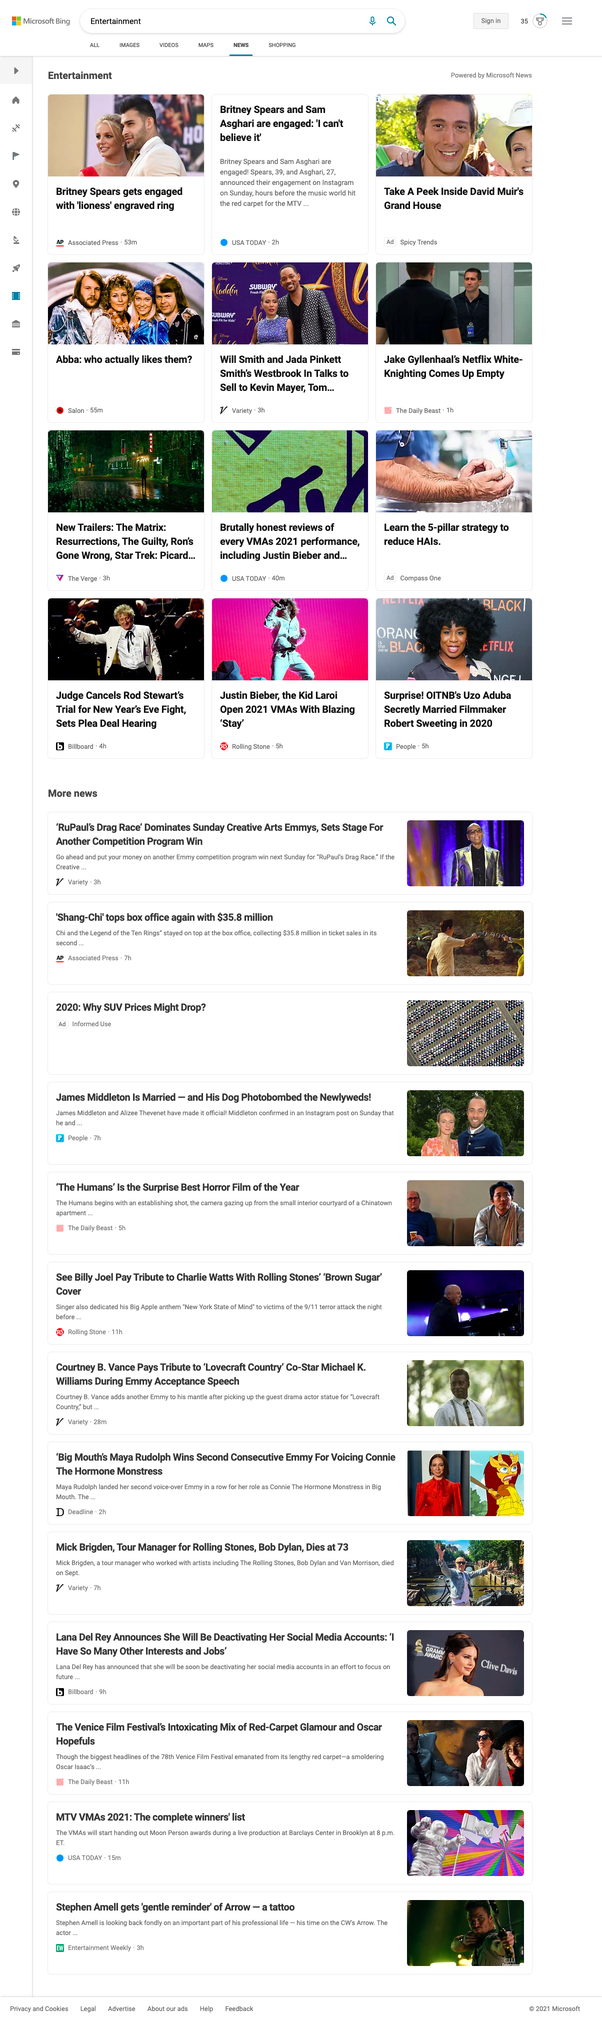 Microsoft Bing
Entertainment
Sign in
35
ALL
IMAGES
VIDEOS
MAPS
NEWS
SHOPPING
Entertainment
Powered by Microsoft News
Britney Spears gets engaged
with 'lioness' engraved ring
AP Associated Press · 53m
Britney Spears and Sam
Asghari are engaged: 'I can't
believe it'
Britney Spears and Sam Asghari are
engaged! Spears, 39, and Asghari, 27,
announced their engagement on Instagram
on Sunday, hours before the music world hit
the red carpet for the MTV ...
USA TODAY · 2h
Take A Peek Inside David Muir's
Grand House
Ad Spicy Trends
Abba: who actually likes them?
Salon · 55m
Aladdin
SUBWAY
Will Smith and Jada Pinkett
Smith's Westbrook In Talks to
Sell to Kevin Mayer, Tom...
Variety · 3h
Jake Gyllenhaal's Netflix White-
Knighting Comes Up Empty
The Daily Beast · 1h
New Trailers: The Matrix:
Resurrections, The Guilty, Ron's
Gone Wrong, Star Trek: Picard...
The Verge · 3h
Brutally honest reviews of
every VMAs 2021 performance,
including Justin Bieber and...
USA TODAY · 40m
Learn the 5-pillar strategy to
reduce HAIs.
Ad Compass One
Judge Cancels Rod Stewart's
Trial for New Year's Eve Fight,
Sets Plea Deal Hearing
Billboard · 4h
Justin Bieber, the Kid Laroi
Open 2021 VMAs With Blazing
‘Stay’
Rolling Stone · 5h
NETFLIX
BLACK
ORANGE
BLACK
NETFLIX
Surprise! OITNB's Uzo Aduba
Secretly Married Filmmaker
Robert Sweeting in 2020
People · 5h
More news
‘RuPaul’s Drag Race’ Dominates Sunday Creative Arts Emmys, Sets Stage For
Another Competition Program Win
Go ahead and put your money on another Emmy competition program win next Sunday for “RuPaul’s Drag Race.” If the
Creative ...
Variety · 3h
'Shang-Chi' tops box office again with $35.8 million
Chi and the Legend of the Ten Rings” stayed on top at the box office, collecting $35.8 million in ticket sales in its
second ...
AP Associated Press · 7h
2020: Why SUV Prices Might Drop?
Ad Informed Use
James Middleton Is Married — and His Dog Photobombed the Newlyweds!
James Middleton and Alizee Thevenet have made it official! Middleton confirmed in an Instagram post on Sunday that
he and ...
People · 7h
‘The Humans’ Is the Surprise Best Horror Film of the Year
The Humans begins with an establishing shot, the camera gazing up from the small interior courtyard of a Chinatown
apartment ...
The Daily Beast · 5h
See Billy Joel Pay Tribute to Charlie Watts With Rolling Stones’ ‘Brown Sugar’
Cover
Singer also dedicated his Big Apple anthem "New York State of Mind" to victims of the 9/11 terror attack the night
before ...
Rolling Stone · 11h
Courtney B. Vance Pays Tribute to ‘Lovecraft Country’ Co-Star Michael K.
Williams During Emmy Acceptance Speech
Courtney B. Vance adds another Emmy to his mantle after picking up the guest drama actor statue for “Lovecraft
Country,” but ...
Variety · 28m
‘Big Mouth’s Maya Rudolph Wins Second Consecutive Emmy For Voicing Connie
The Hormone Monstress
Maya Rudolph landed her second voice-over Emmy in a row for her role as Connie The Hormone Monstress in Big
Mouth. The ...
Deadline · 2h
Mick Brigden, Tour Manager for Rolling Stones, Bob Dylan, Dies at 73
Mick Brigden, a tour manager who worked with artists including The Rolling Stones, Bob Dylan and Van Morrison, died
on Sept.
Variety · 7h
Lana Del Rey Announces She Will Be Deactivating Her Social Media Accounts: ‘I
Have So Many Other Interests and Jobs’
Lana Del Rey has announced that she will be soon be deactivating her social media accounts in an effort to focus on
future ...
Billboard · 9h
Clive Davis
The Venice Film Festival's Intoxicating Mix of Red-Carpet Glamour and Oscar
Hopefuls
Though the biggest headlines of the 78th Venice Film Festival emanated from its lengthy red carpet—a smoldering
Oscar Isaac's ...
The Daily Beast · 11h
MTV VMAs 2021: The complete winners' list
The VMAs will start handing out Moon Person awards during a live production at Barclays Center in Brooklyn at 8 p.m.
ET.
USA TODAY · 15m
Stephen Amell gets 'gentle reminder' of Arrow — a tattoo
Stephen Amell is looking back fondly on an important part of his professional life — his time on the CW's Arrow. The
actor ...
Entertainment Weekly · 3h
Privacy and Cookies
Legal
Advertise
About our ads
Help
Feedback
© 2021 Microsoft